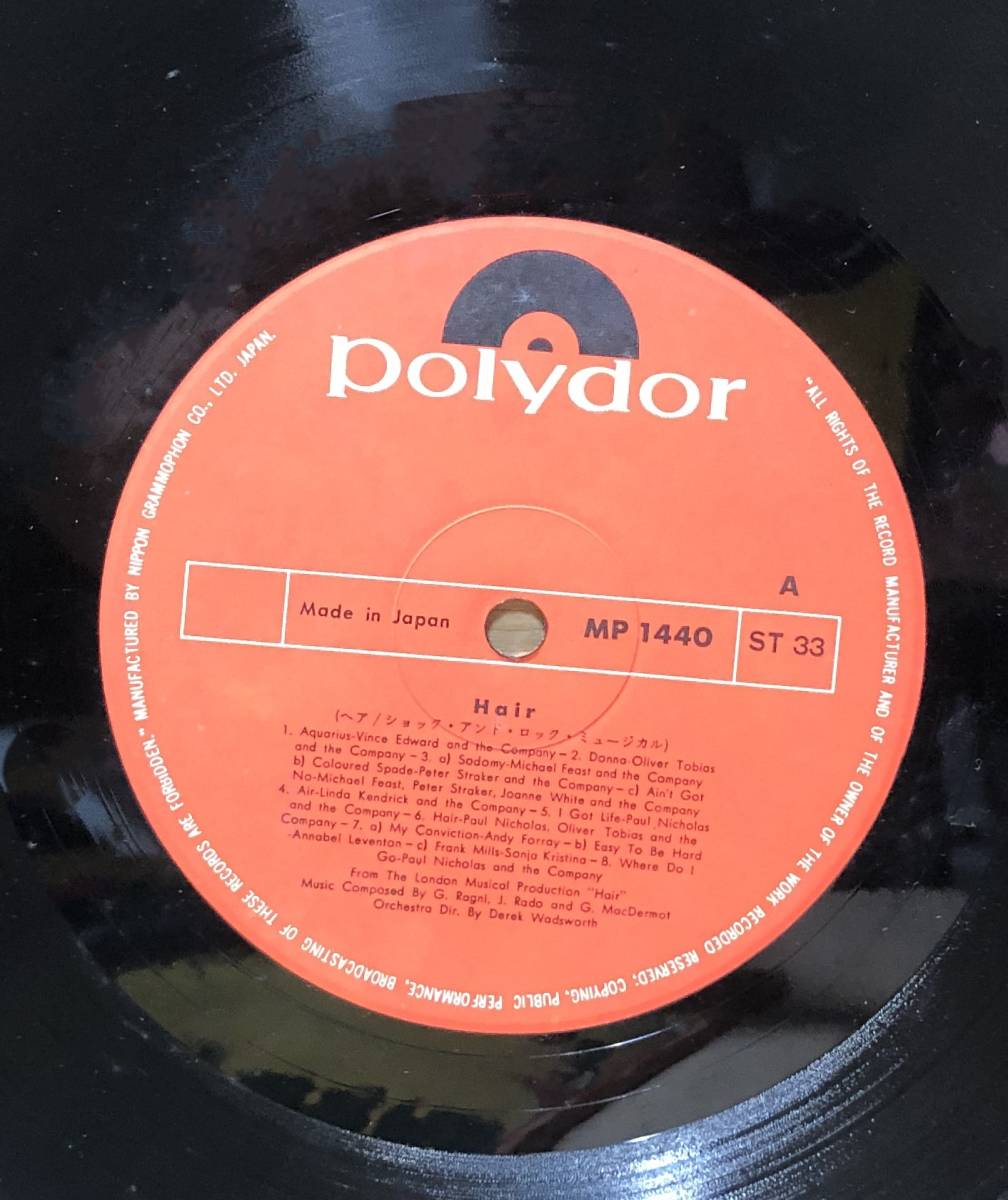 polydor
A
Made in Japan MP 1440 ST 33
Hair
(ヘア/ショック・アンド・ロック・ミュージカル)
1. Aquarius-Vince Edward and the Company – 2. Donna-Oliver Tobias
and the Company – 3. a) Sodomy-Michael Feast and the Company
b) Coloured Spade-Peter Straker and the Company – c) Ain't Got
No-Michael Feast, Peter Straker, Joanne White and the Company
4. Air-Linda Kendrick and the Company – 5. I Got Life-Paul Nicholas
and the Company – 6. Hair-Paul Nicholas, Oliver Tobias and the
Company – 7. a) My Conviction-Andy Forray – b) Easy To Be Hard
-Annabel Leventon – c) Frank Mills-Sonja Kristina – 8. Where Do I
Go-Paul Nicholas and the Company
From The London Musical Production "Hair"
Music Composed By G. Ragni, J. Rado and G. MacDermot
Orchestra Dir. By Derek Wadsworth
"ALL RIGHTS OF THE RECORD MANUFACTURER AND OF THE OWNER OF THE WORK RECORDED RESERVED; COPYING, PUBLIC PERFORMANCE, BROADCASTING OF THESE RECORDS ARE FORBIDDEN." MANUFACTURED BY NIPPON GRAMMOPHON CO., LTD. JAPAN.